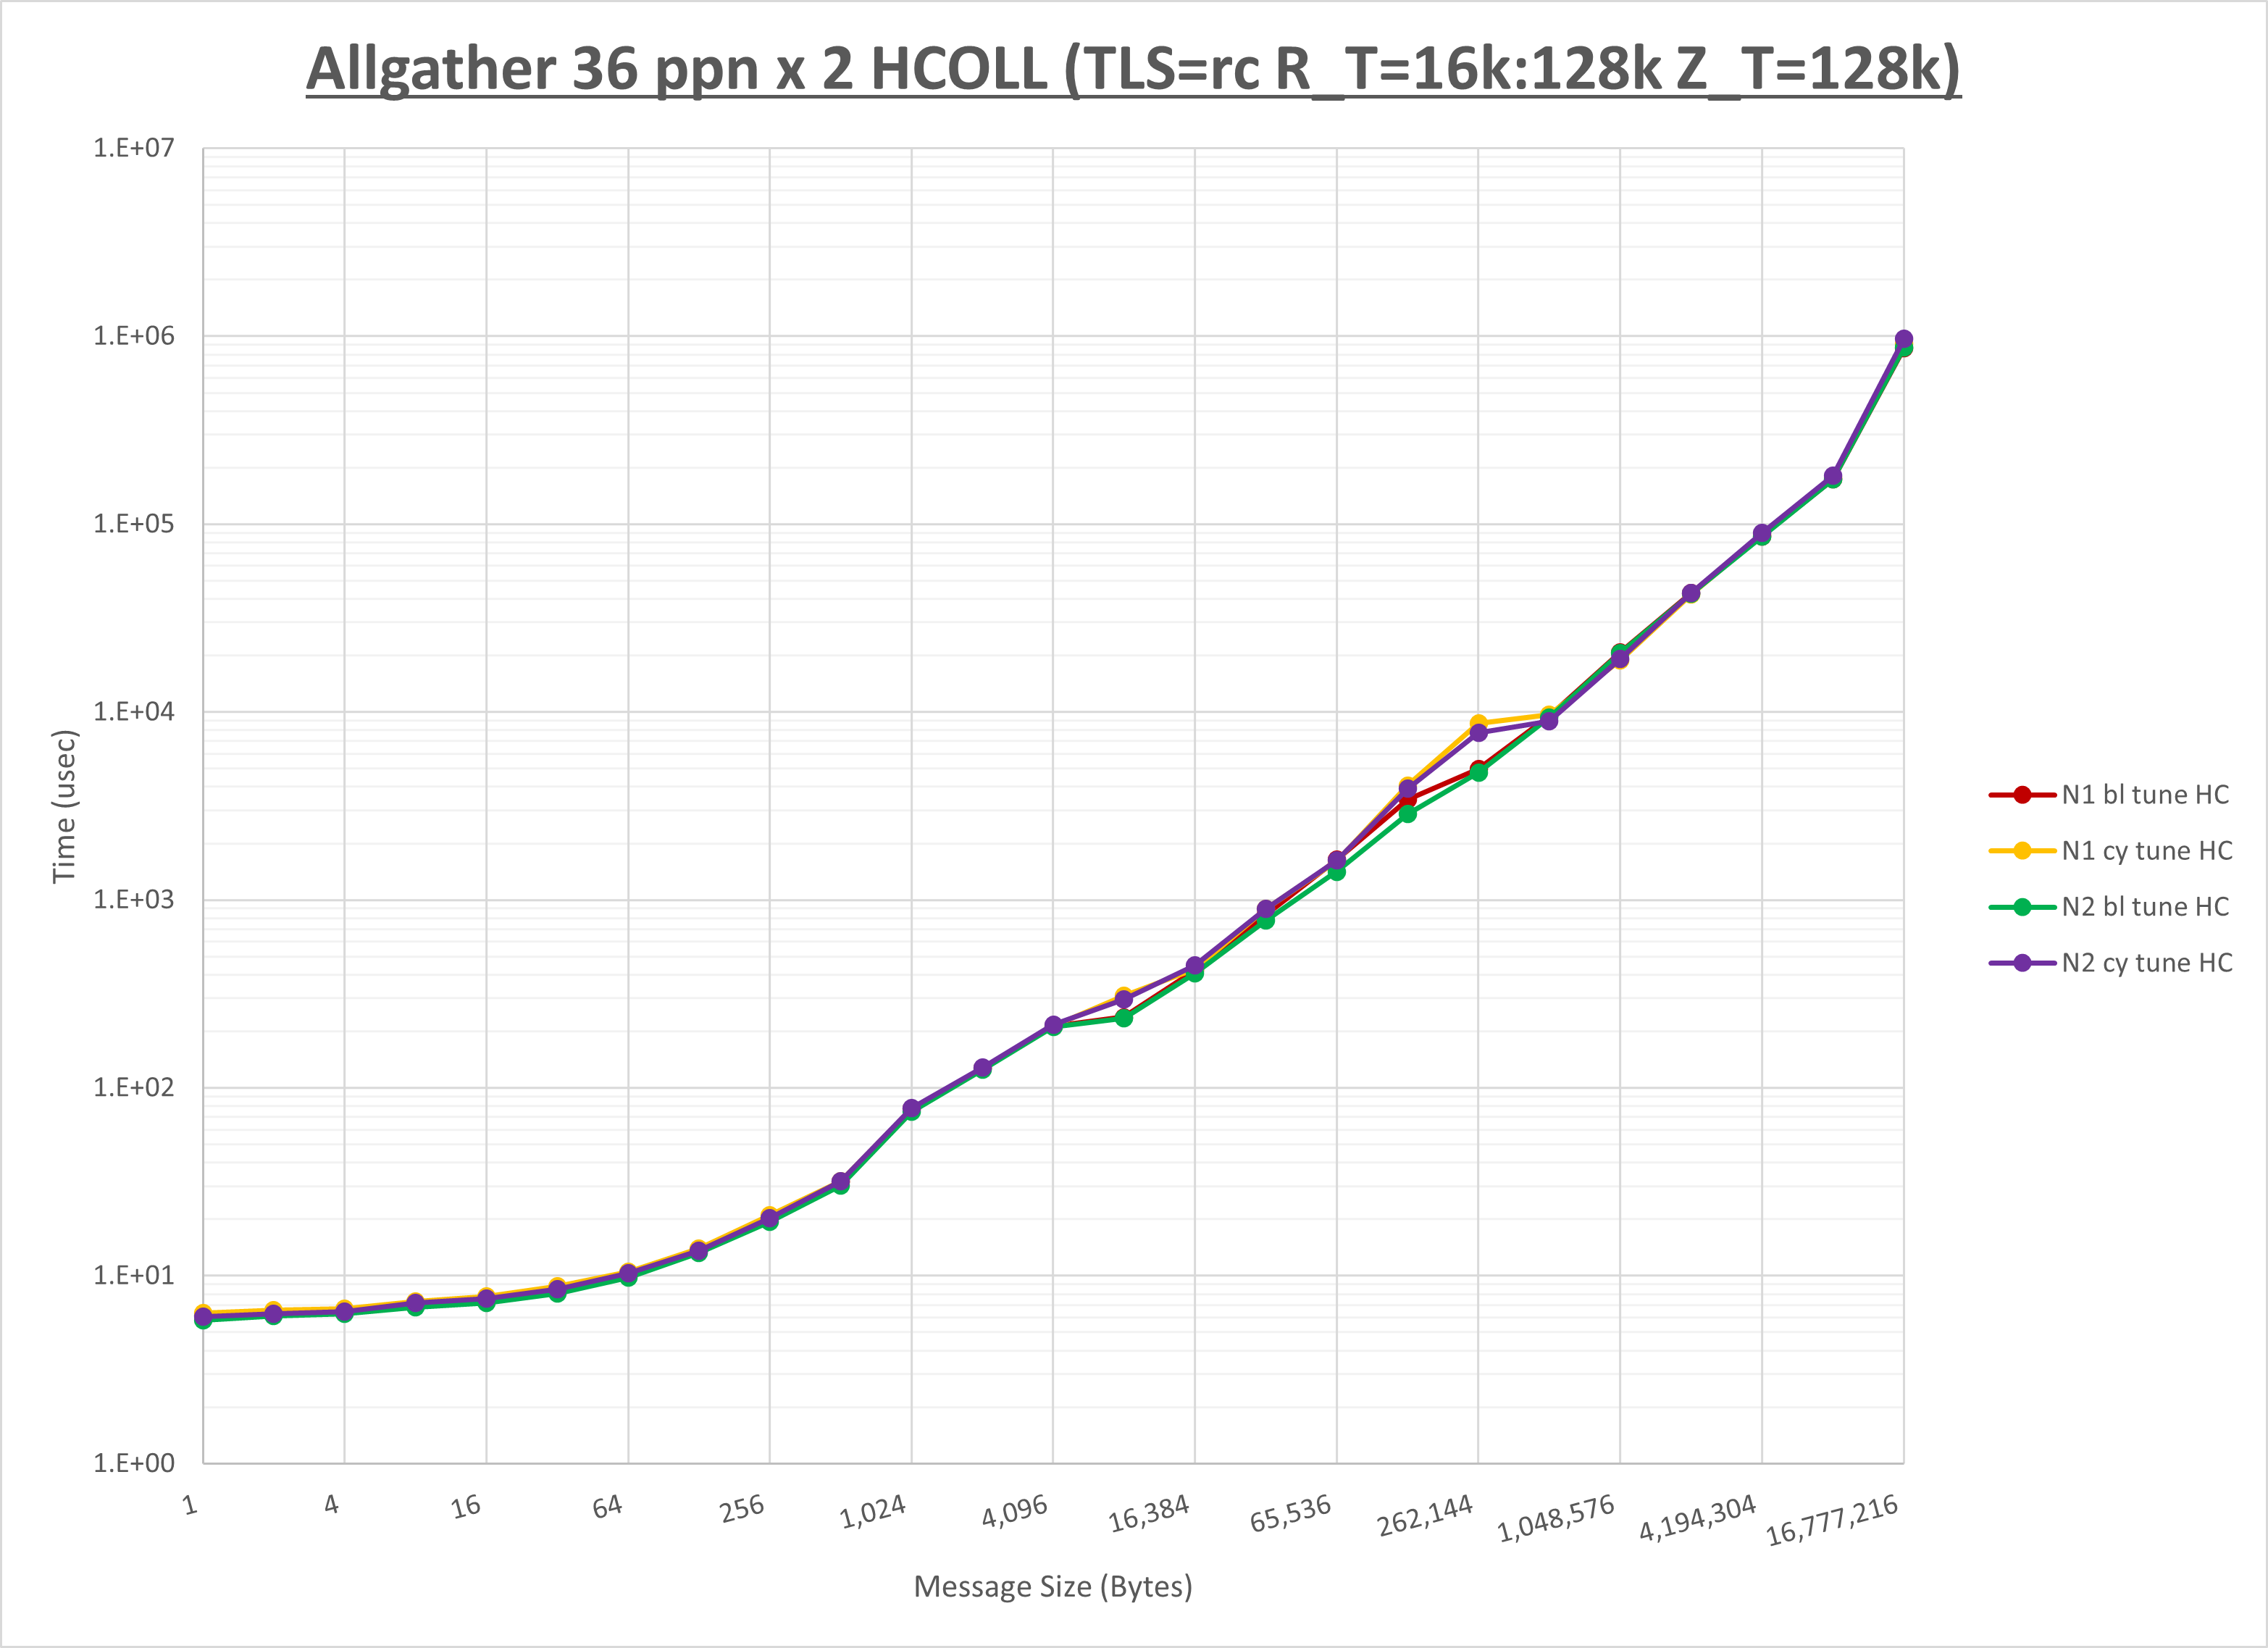 Allgather 36 ppn x 2 HCOLL (TLS=rc R_T=16k:128k Z_T=128k)
1.E+07
1.E+06
1.E+05
1.E+04
1.E+03
1.E+02
1.E+01
1.E+00
Time (usec)
1
4
16
64
256
1,024
4,096
16,384
65,536
262,144
1,048,576
4,194,304
16,777,216
Message Size (Bytes)
N1 bl tune HC
N1 cy tune HC
N2 bl tune HC
N2 cy tune HC